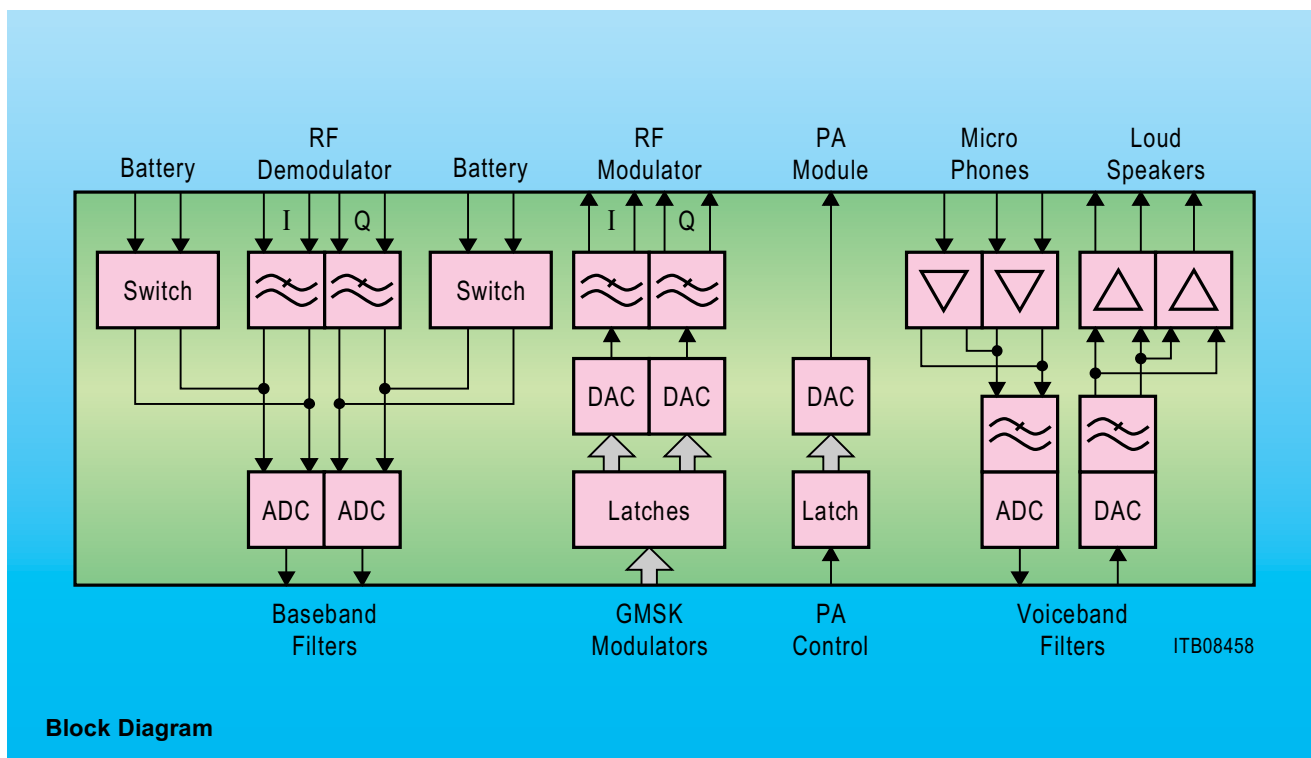 RF
RF
PA
Micro
Loud
Battery
Demodulator
Battery
Modulator
Module
Phones
Speakers
I
Q
I
Q
Switch
Switch
DAC
DAC
DAC
ADC
ADC
Latches
Latch
ADC
DAC
Baseband
GMSK
PA
Voiceband
Filters
Modulators
Control
Filters
ITB08458
Block Diagram